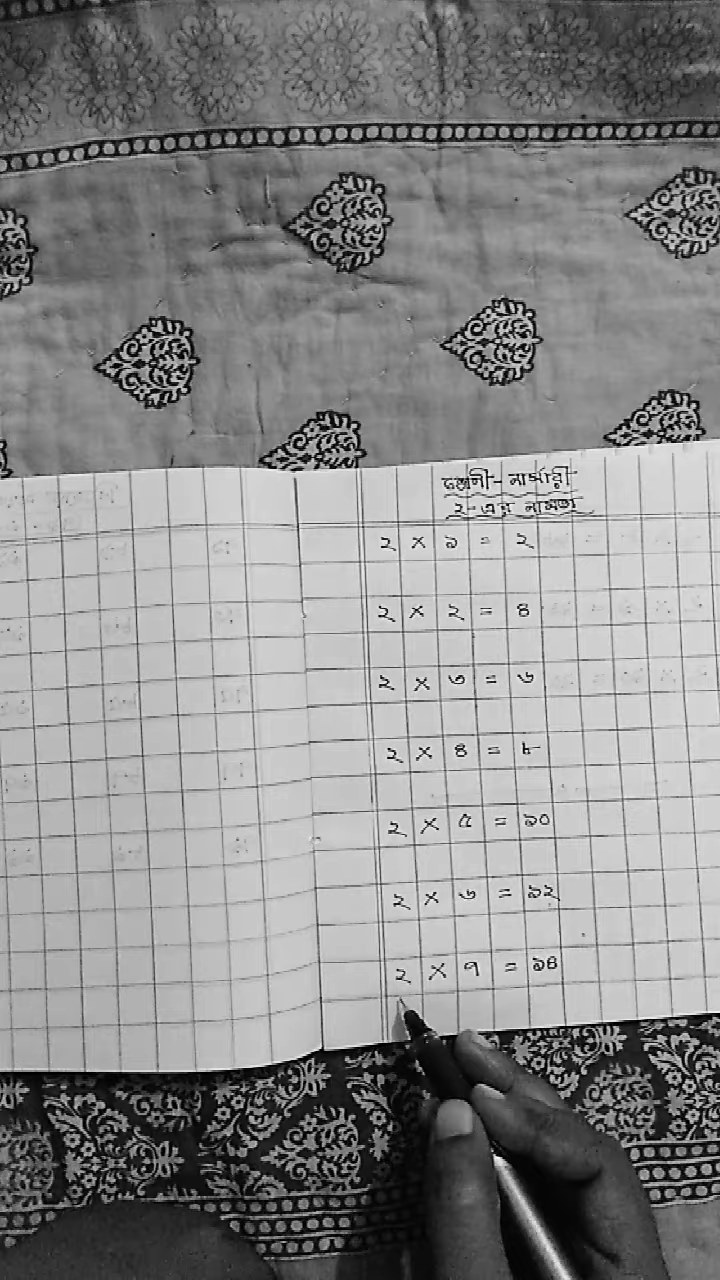 শ্রেণী - নার্সারী
২ - এর নামতা
২ × ১ = ২
২ × ২ = ৪
২ × ৩ = ৬
২ × ৪ = ৮
২ × ৫ = ১০
২ × ৬ = ১২
২ × ৭ = ১৪